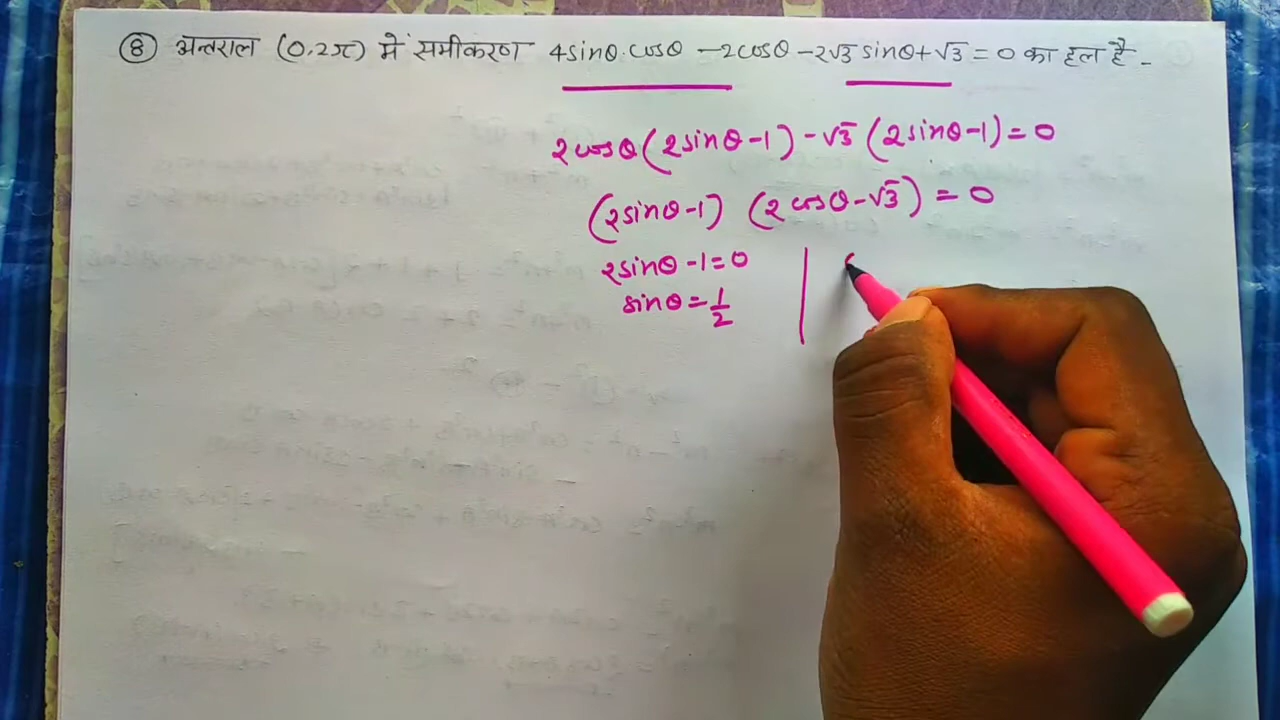 ⑧ अन्तराल (0,2π) में समीकरण 4sinθ·cosθ -2cosθ -2√3 sinθ+√3 = 0 का हल है -
2cosθ(2sinθ-1) -√3 (2sinθ-1) = 0
(2sinθ-1) (2cosθ-√3) = 0
2sinθ-1=0
sinθ = 1/2